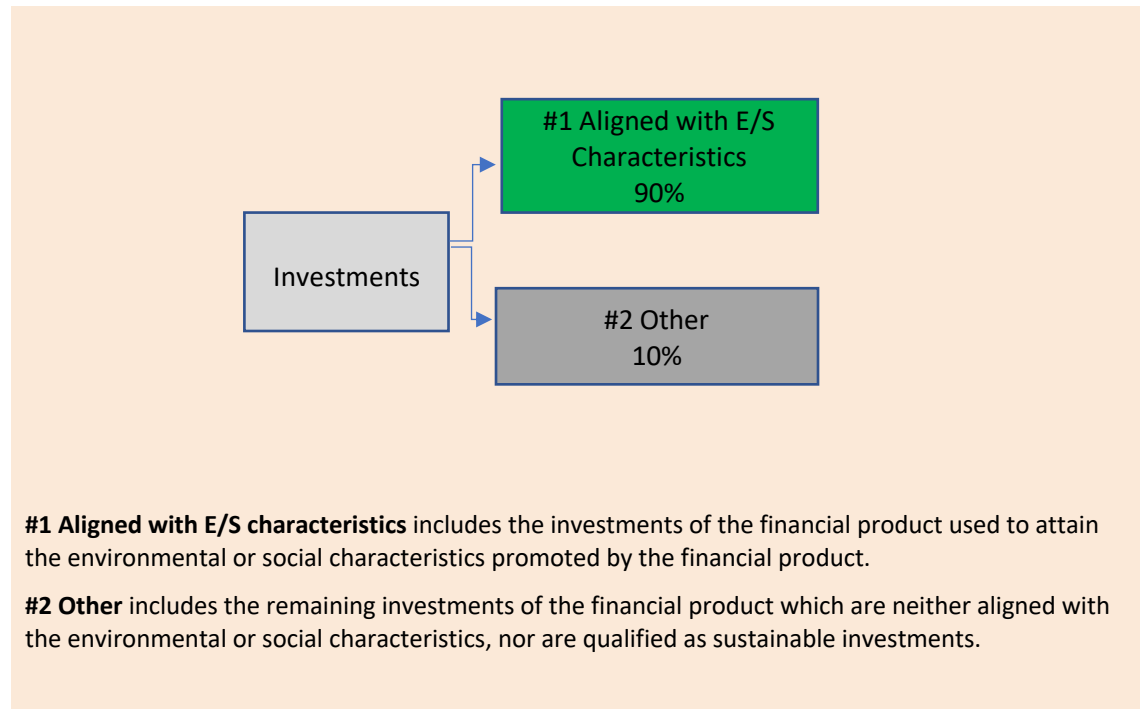 #1 Aligned with E/S
Characteristics
90%
Investments
#2 Other
10%
#1 Aligned with E/S characteristics includes the investments of the financial product used to attain
the environmental or social characteristics promoted by the financial product.
#2 Other includes the remaining investments of the financial product which are neither aligned with
the environmental or social characteristics, nor are qualified as sustainable investments.